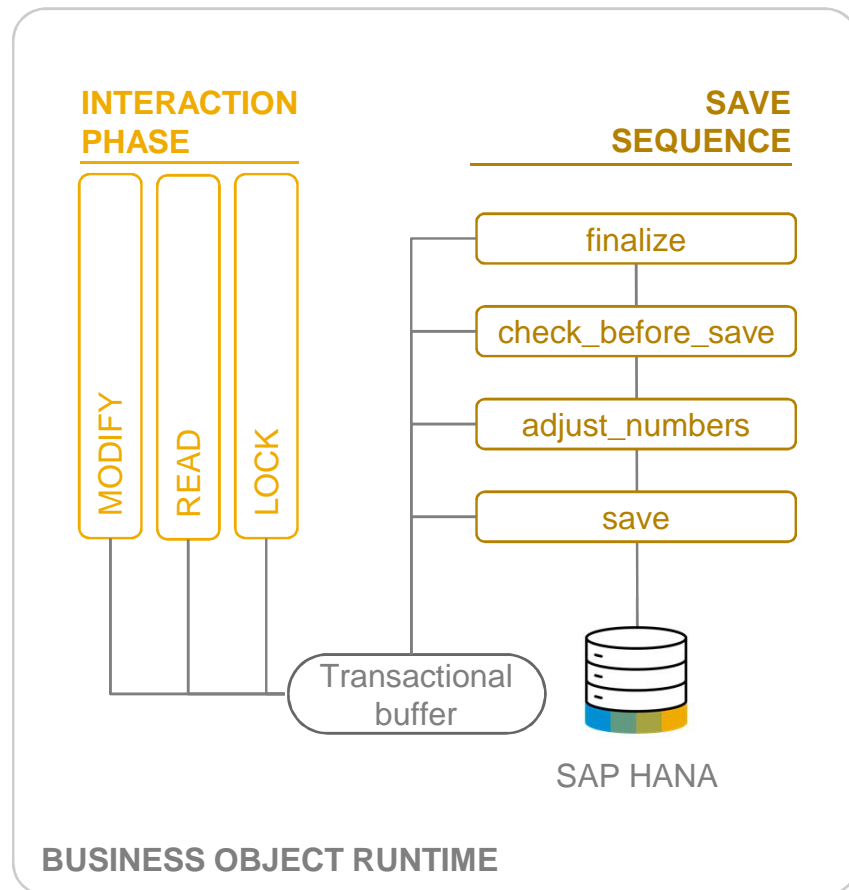 INTERACTION
PHASE
MODIFY
READ
LOCK
SAVE
SEQUENCE
finalize
check_before_save
adjust_numbers
save
Transactional
buffer
SAP HANA
BUSINESS OBJECT RUNTIME